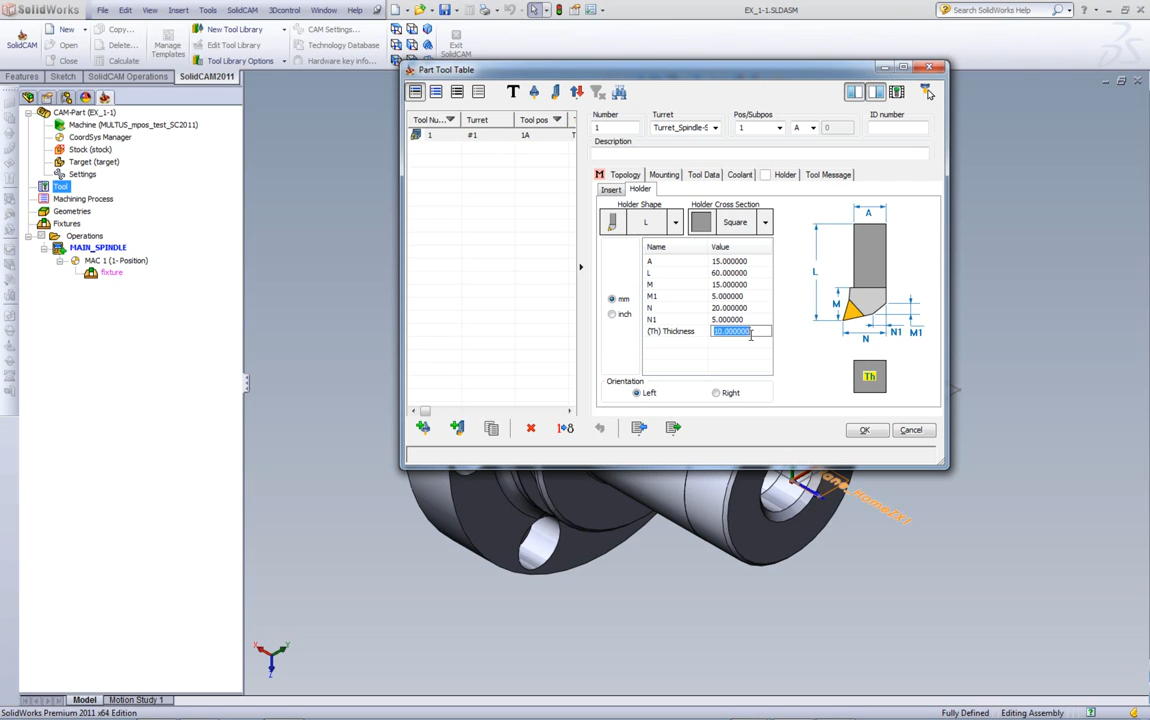 SOLIDWORKS
File Edit View Insert Tools SolidCAM 3Dcontrol Window Help
EX_1-1.SLDASM
Search SolidWorks Help
SolidCAM
New
Open
Close
Copy...
Delete...
Calculate
Manage Templates
New Tool Library
Edit Tool Library
Tool Library Options
CAM Settings...
Technology Database
Hardware key info...
Exit SolidCAM
Features Sketch SolidCAM Operations SolidCAM2011
CAM-Part (EX_1-1)
Machine (MULTUS_mpos_test_SC2011)
CoordSys Manager
Stock (stock)
Target (target)
Settings
Tool
Machining Process
Geometries
Fixtures
Operations
MAIN_SPINDLE
MAC 1 (1- Position)
fixture
Part Tool Table
Tool Nu... Turret Tool pos
1 #1 1A T
Number Turret Pos/Subpos ID number
1 Turret_Spindle-S 1 A 0
Description
M Topology Mounting Tool Data Coolant Holder Tool Message
Insert Holder
Holder Shape Holder Cross Section
L Square
Name Value
A 15.000000
L 60.000000
M 15.000000
M1 5.000000
N 20.000000
N1 5.000000
(Th) Thickness 10.000000
mm
inch
Orientation
Left Right
A
L
M
N1 M1
N
Th
OK Cancel
X Y
Z
Model Motion Study 1
SolidWorks Premium 2011 x64 Edition Fully Defined Editing Assembly